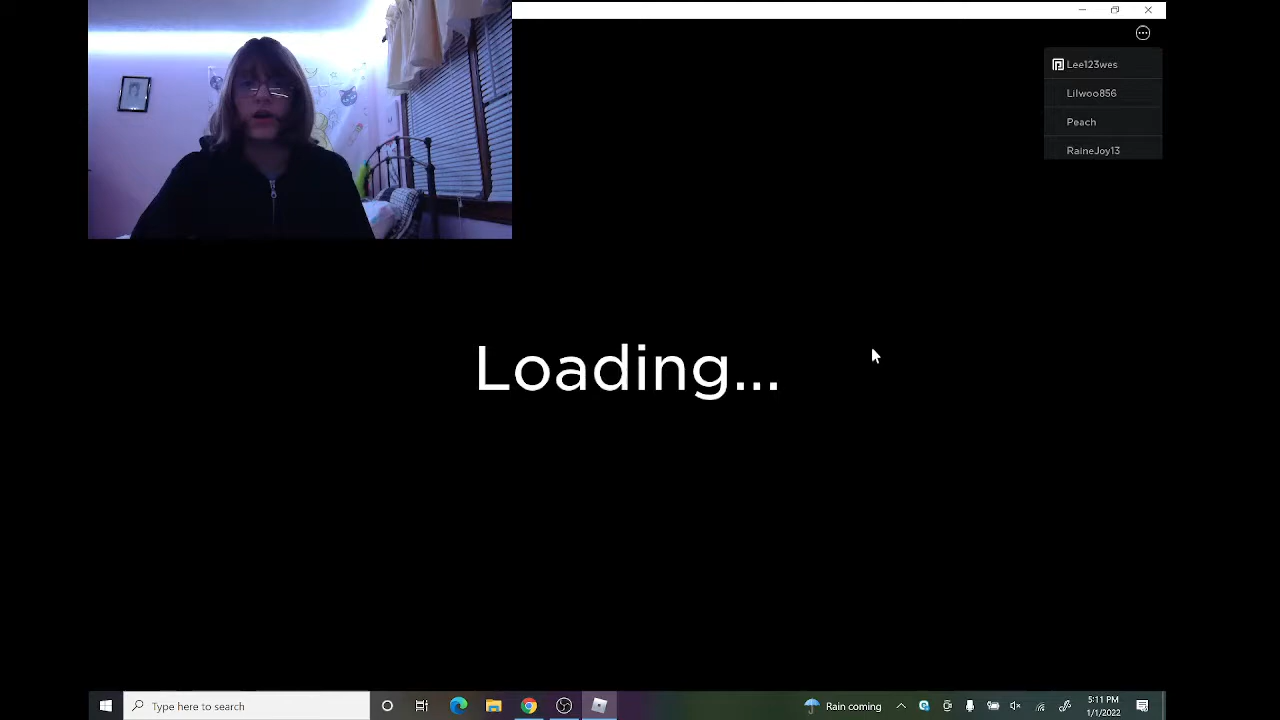 Lee123wes
Lilwoo856
Peach
RaineJoy13
Loading...
Type here to search
Rain coming
5:11 PM
1/1/2022